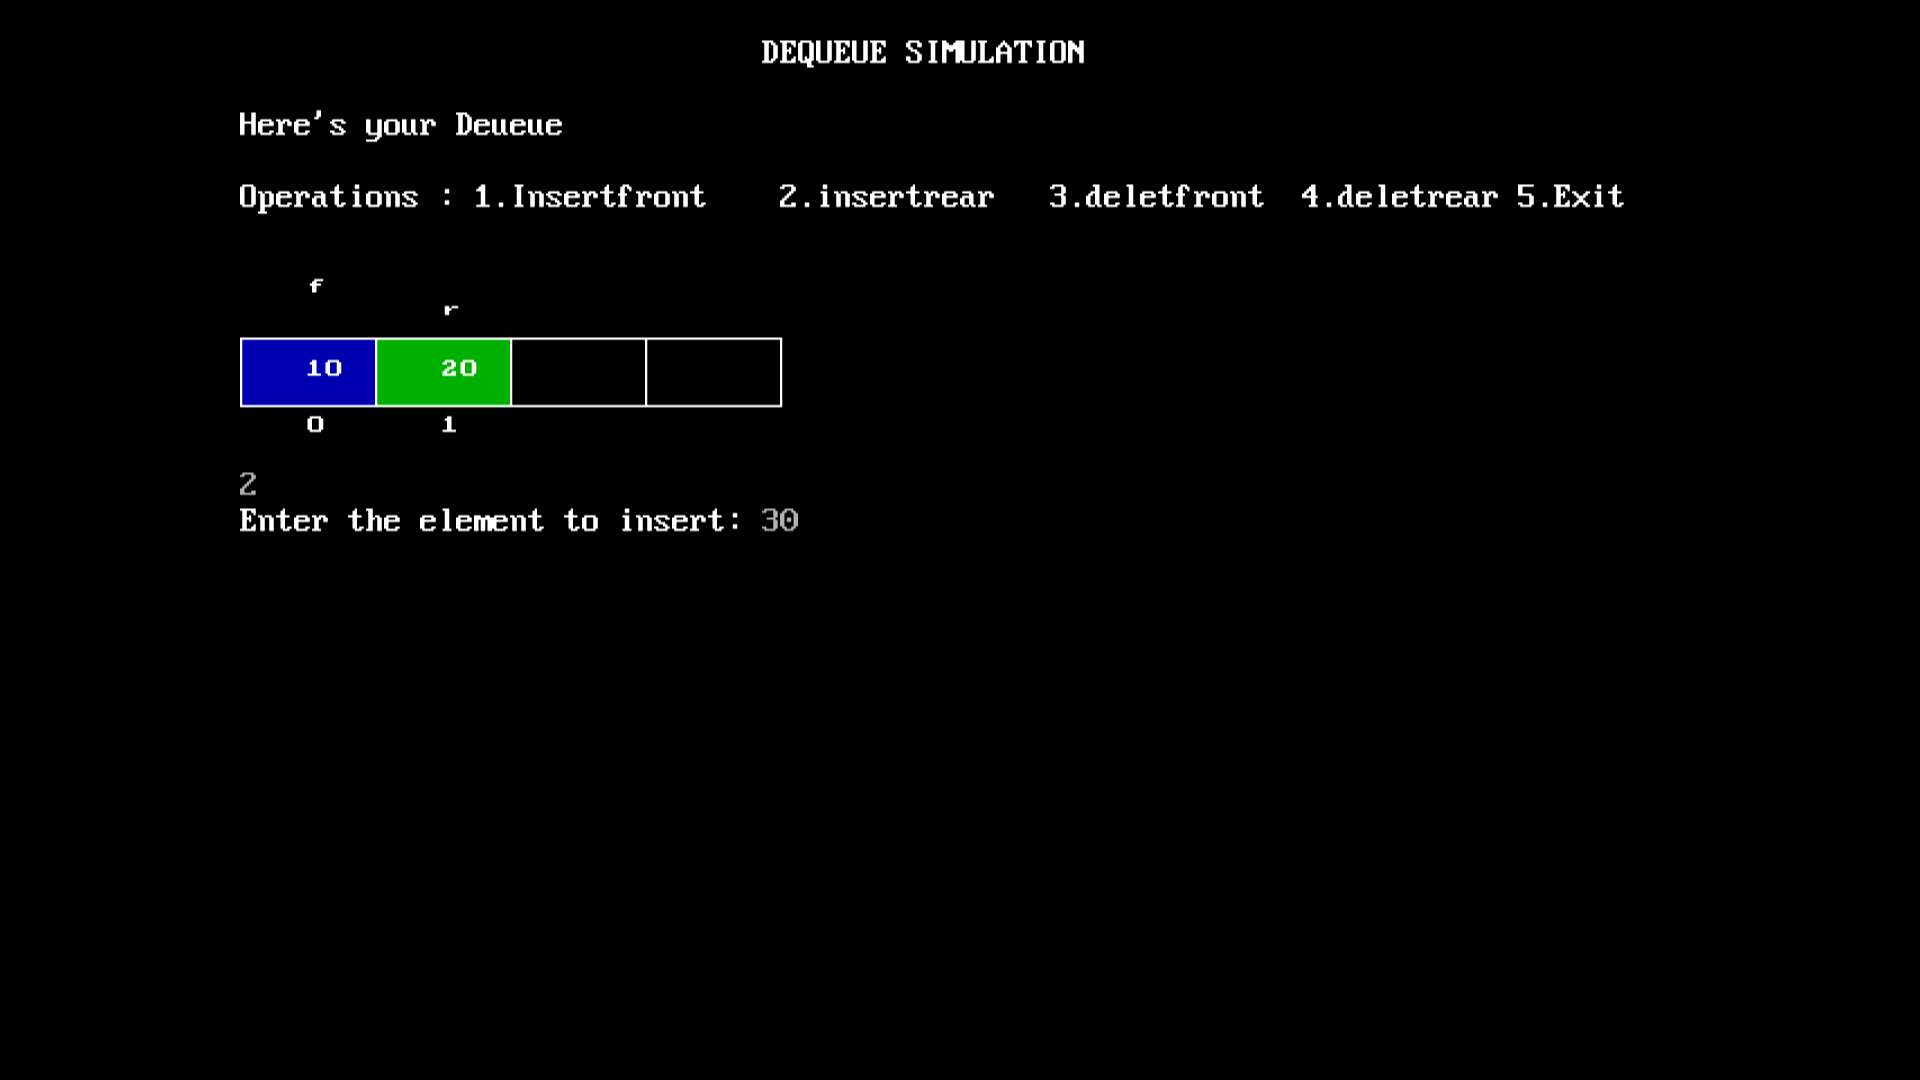 DEQUEUE SIMULATION
Here's your Deueue
Operations : 1.Insertfront 2.insertrear 3.deletfront 4.deletrear 5.Exit
f
r
10 20
0 1
2
Enter the element to insert: 30